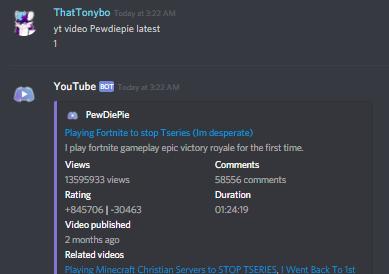 ThatTonybo Today at 3:22 AM
yt video Pewdiepie latest
1
YouTube BOT Today at 3:22 AM
PewDiePie
Playing Fortnite to stop Tseries (Im desperate)
I play fortnite gameplay epic victory royale for the first time.
Views Comments
13595933 views 58556 comments
Rating Duration
+845706 | -30463 01:24:19
Video published
2 months ago
Related videos
Playing Minecraft Christian Servers to STOP TSERIES, I Went Back To 1st